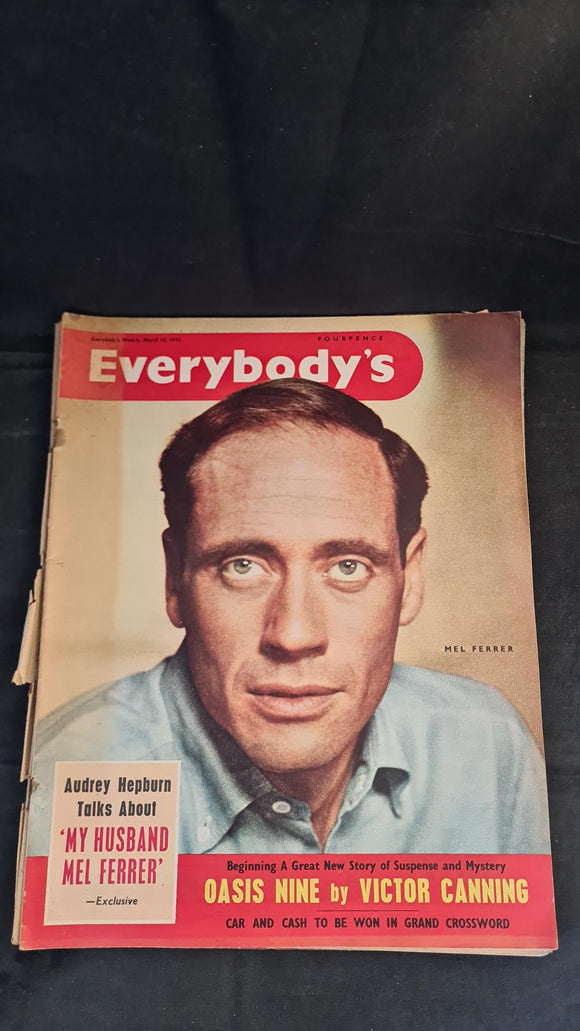 Everybody's Weekly, March 10, 1956
FOURPENCE
Everybody's
MEL FERRER
Audrey Hepburn
Talks About
'MY HUSBAND
MEL FERRER'
—Exclusive
Beginning A Great New Story of Suspense and Mystery
OASIS NINE by VICTOR CANNING
CAR AND CASH TO BE WON IN GRAND CROSSWORD